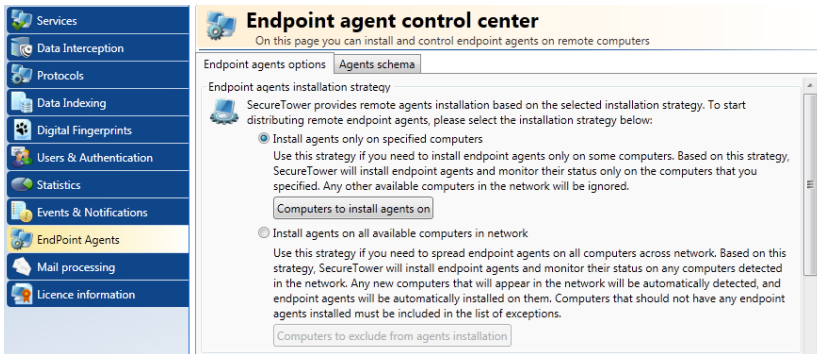 Services
Data Interception
Protocols
Data Indexing
Digital Fingerprints
Users & Authentication
Statistics
Events & Notifications
EndPoint Agents
Mail processing
Licence information
Endpoint agent control center
On this page you can install and control endpoint agents on remote computers
Endpoint agents options
Agents schema
Endpoint agents installation strategy
SecureTower provides remote agents installation based on the selected installation strategy. To start
distributing remote endpoint agents, please select the installation strategy below:
Install agents only on specified computers
Use this strategy if you need to install endpoint agents only on some computers. Based on this strategy,
SecureTower will install endpoint agents and monitor their status only on the computers that you
specified. Any other available computers in the network will be ignored.
Computers to install agents on
Install agents on all available computers in network
Use this strategy if you need to spread endpoint agents on all computers across network. Based on this
strategy, SecureTower will install endpoint agents and monitor their status on any computers detected
in the network. Any new computers that will appear in the network will be automatically detected, and
endpoint agents will be automatically installed on them. Computers that should not have any endpoint
agents installed must be included in the list of exceptions.
Computers to exclude from agents installation